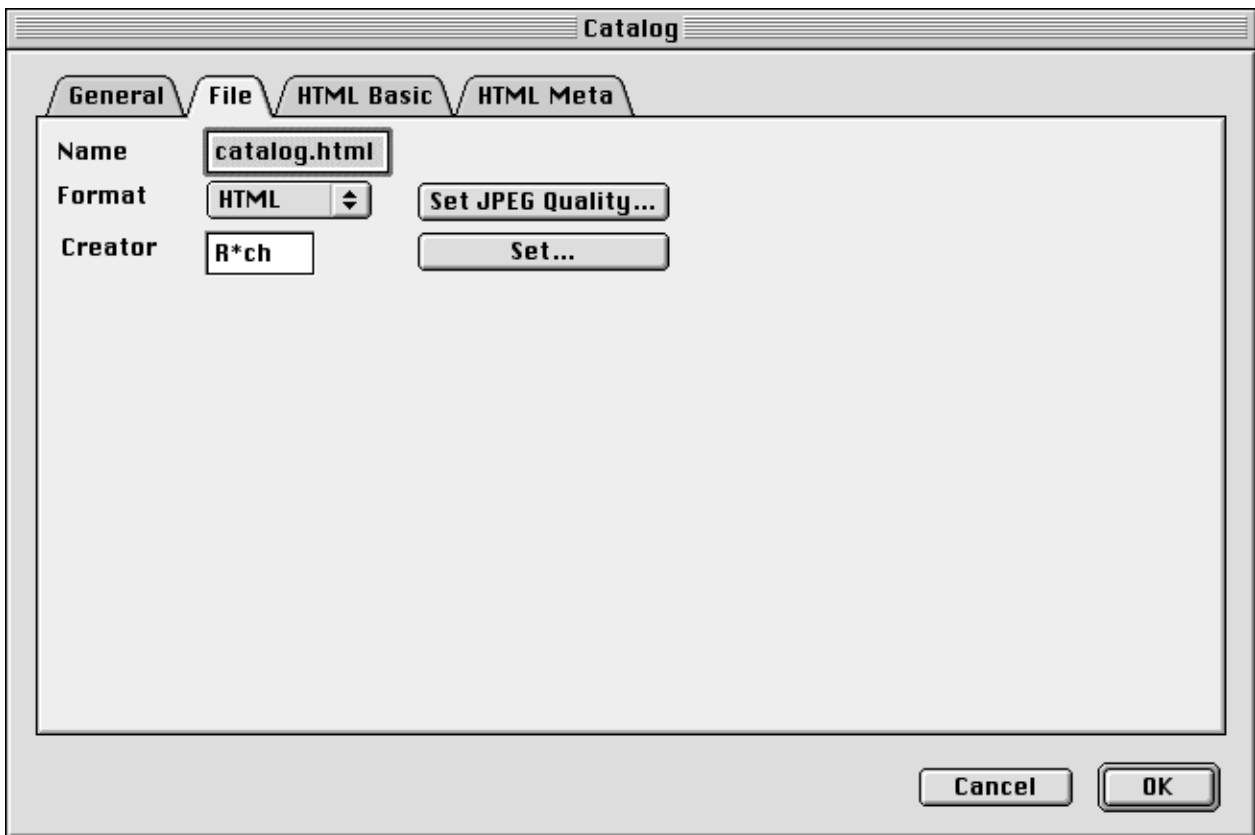 Catalog
General File HTML Basic HTML Meta
Name catalog.html
Format HTML Set JPEG Quality...
Creator R*ch Set...
Cancel OK